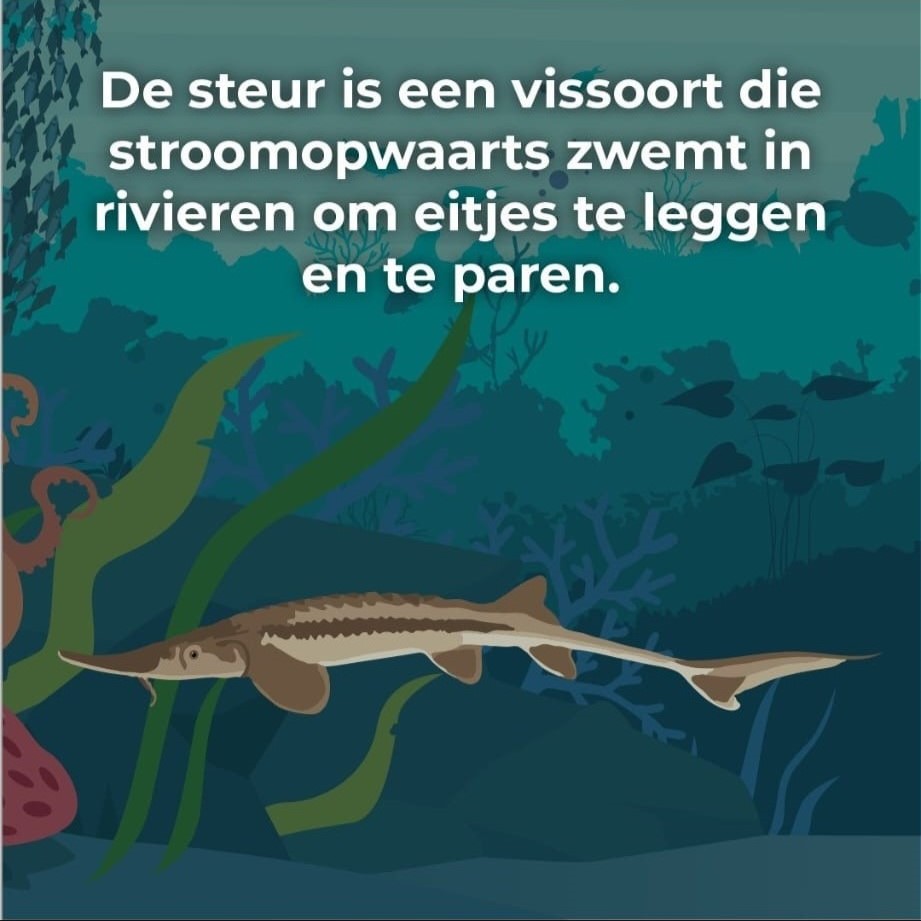 De steur is een vissoort die
stroomopwaarts zwemt in
rivieren om eitjes te leggen
en te paren.